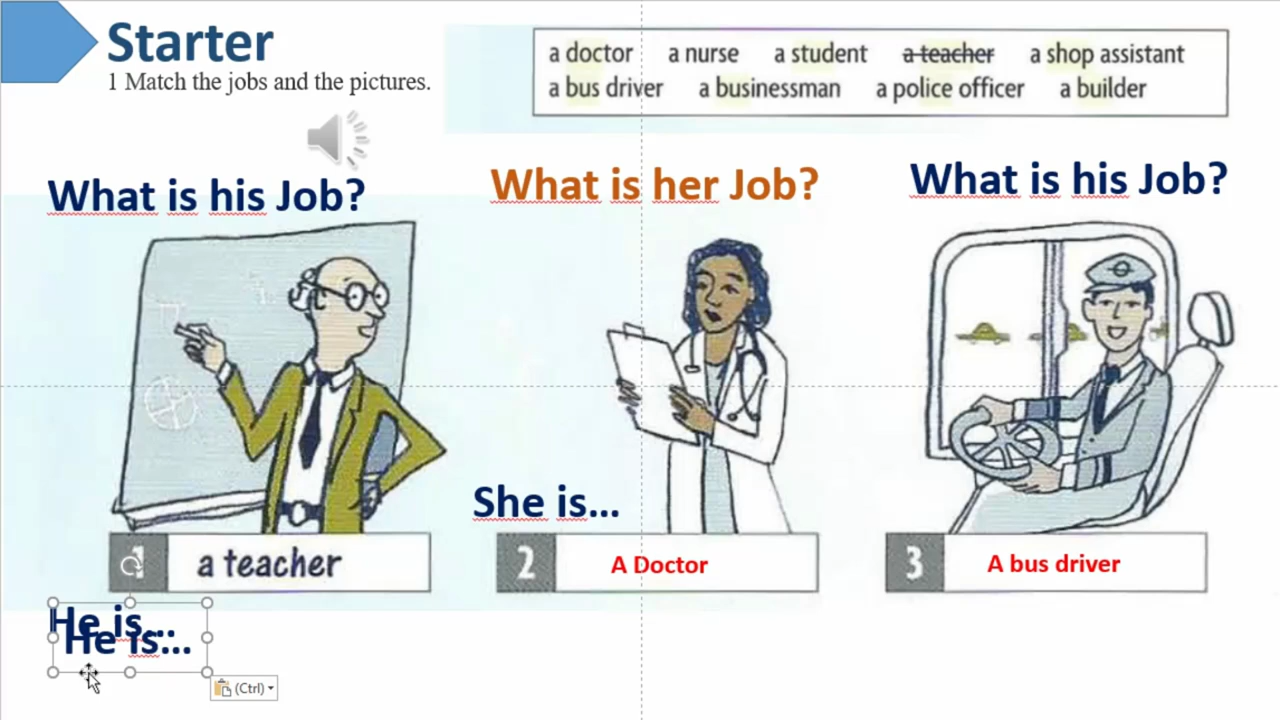 Starter
1 Match the jobs and the pictures.
a doctor a nurse a student a teacher a shop assistant
a bus driver a businessman a police officer a builder
What is his Job?
What is her Job?
What is his Job?
She is...
1 a teacher
2 A Doctor
3 A bus driver
He is...
He is...
(Ctrl)